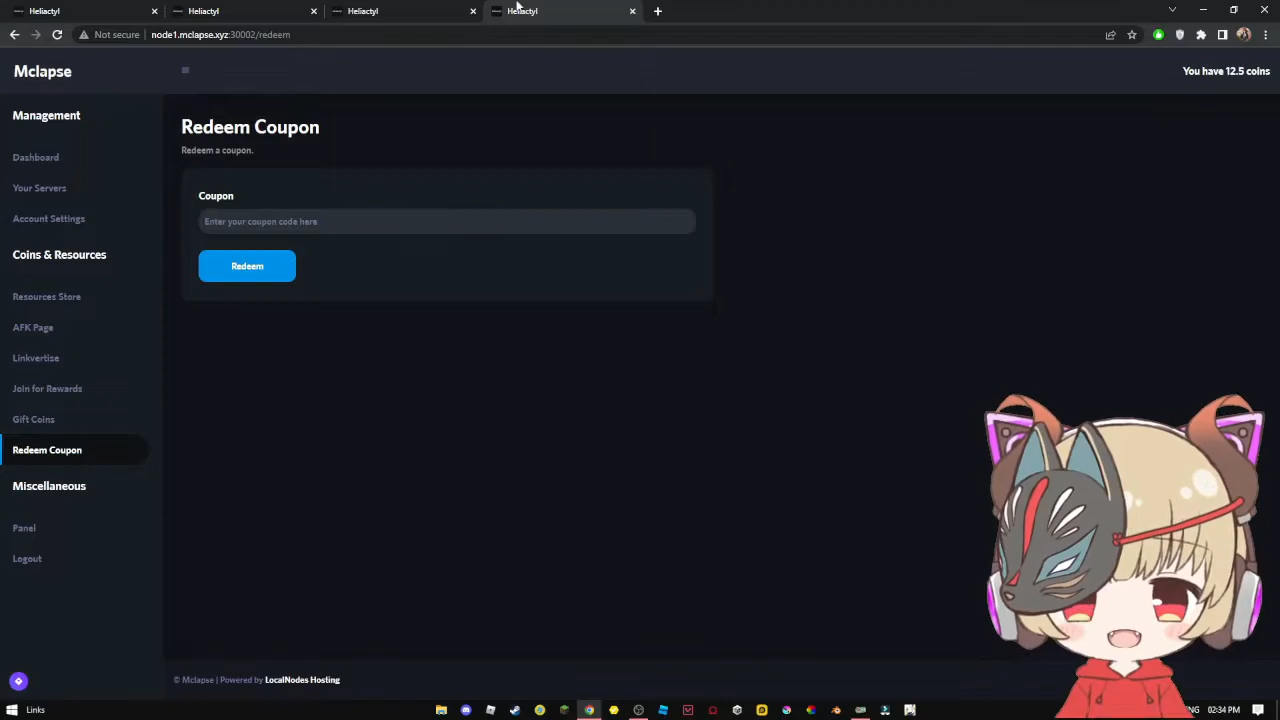 Heliactyl
Heliactyl
Heliactyl
Heliactyl
Not secure
node1.mclapse.xyz:30002/redeem
Mclapse
You have 12.5 coins
Management
Dashboard
Your Servers
Account Settings
Coins & Resources
Resources Store
AFK Page
Linkvertise
Join for Rewards
Gift Coins
Redeem Coupon
Miscellaneous
Panel
Logout
Redeem Coupon
Redeem a coupon.
Coupon
Enter your coupon code here
Redeem
© Mclapse | Powered by LocalNodes Hosting
Links
02:34 PM